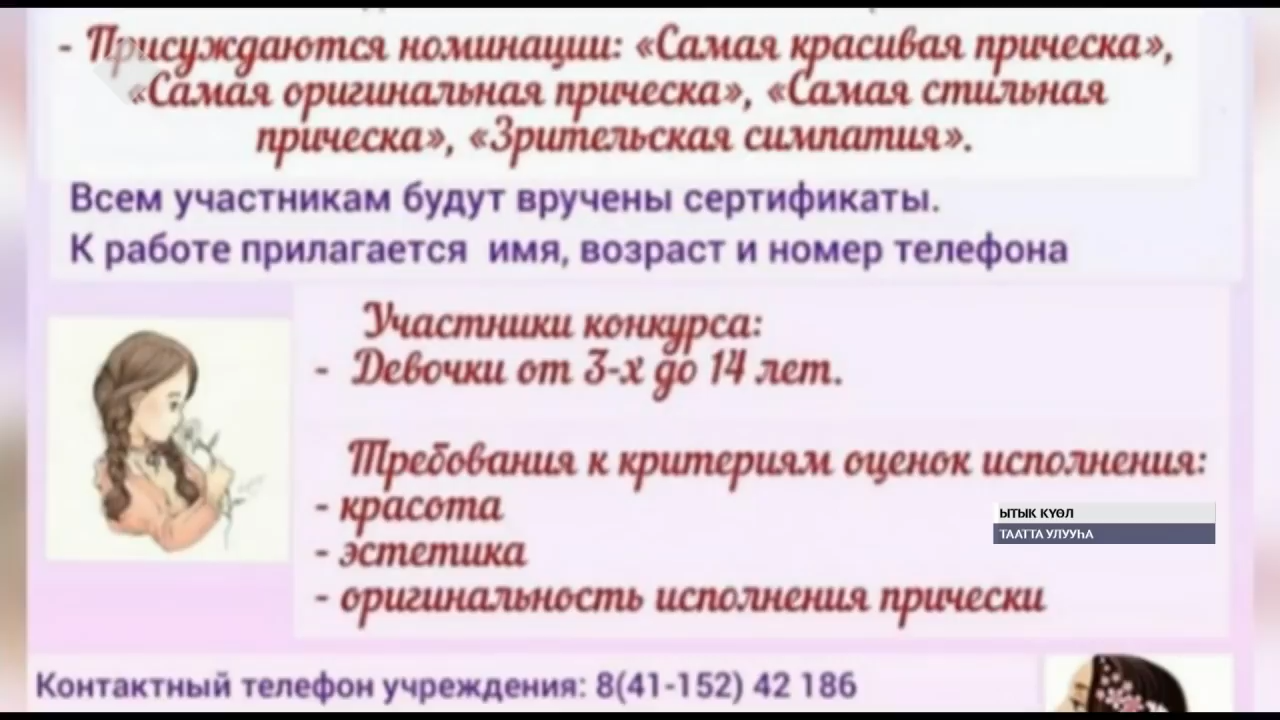 - Присуждаются номинации: «Самая красивая прическа»,
«Самая оригинальная прическа», «Самая стильная
прическа», «Зрительская симпатия».
Всем участникам будут вручены сертификаты.
К работе прилагается имя, возраст и номер телефона
Участники конкурса:
- Девочки от 3-х до 14 лет.
Требования к критериям оценок исполнения:
- красота
- эстетика
- оригинальность исполнения прически
ЫТЫК КҮӨЛ
ТААТТА УЛУУҺА
Контактный телефон учреждения: 8(41-152) 42 186